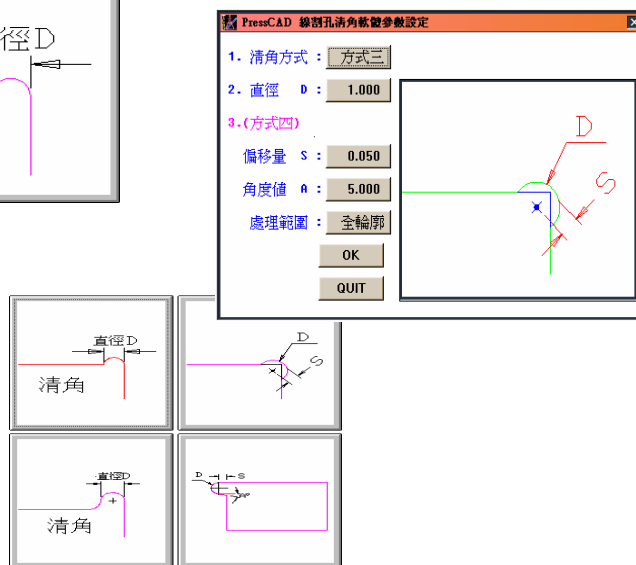 徑D
PressCAD 線割孔清角軟體參數設定
1. 清角方式 : 方式三
2. 直徑 D : 1.000
3.(方式四)
偏移量 S : 0.050
角度値 A : 5.000
處理範圍 : 全輪廓
OK
QUIT
D
S
直徑D
清角
D
S
直徑D
清角
D
S